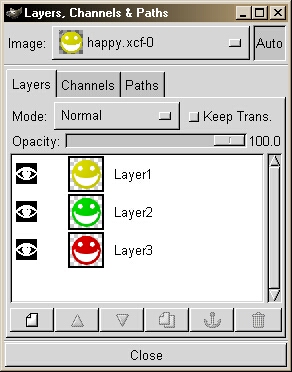 Layers, Channels & Paths
Image: happy.xcf-0 Auto
Layers Channels Paths
Mode: Normal Keep Trans.
Opacity: 100.0
Layer1
Layer2
Layer3
Close